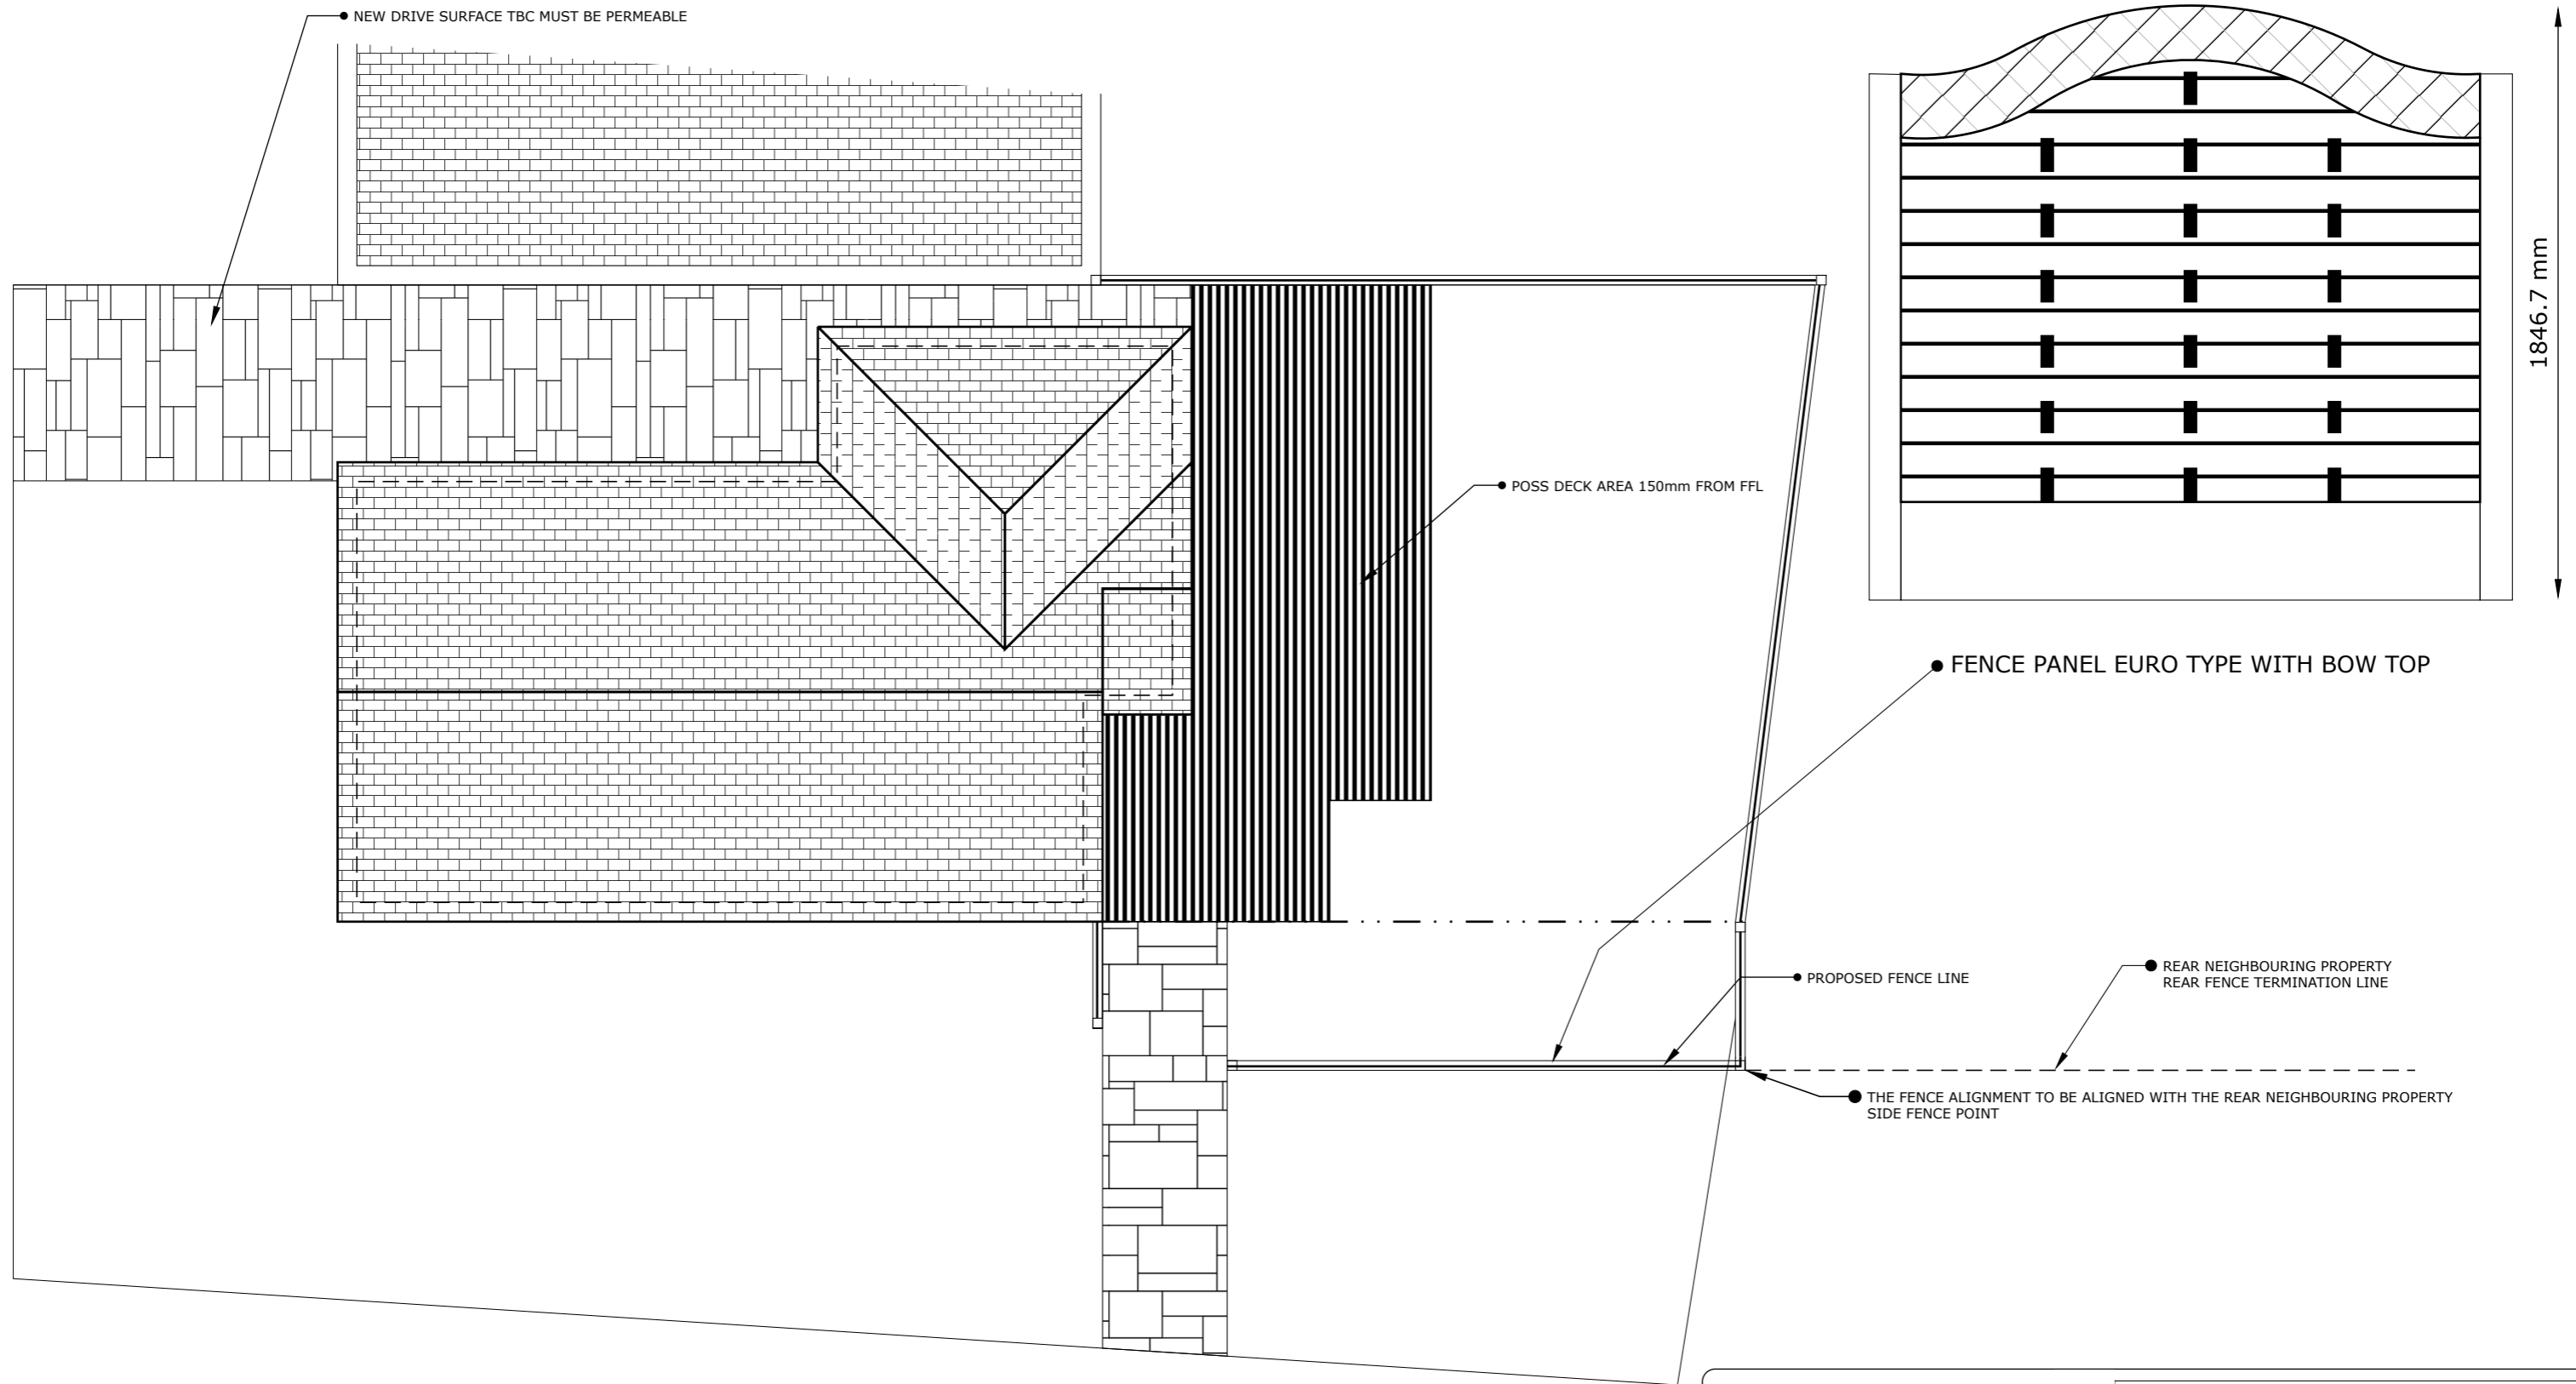 NEW DRIVE SURFACE TBC MUST BE PERMEABLE
1846.7 mm
POSS DECK AREA 150mm FROM FFL
FENCE PANEL EURO TYPE WITH BOW TOP
PROPOSED FENCE LINE
REAR NEIGHBOURING PROPERTY
REAR FENCE TERMINATION LINE
THE FENCE ALIGNMENT TO BE ALIGNED WITH THE REAR NEIGHBOURING PROPERTY
SIDE FENCE POINT